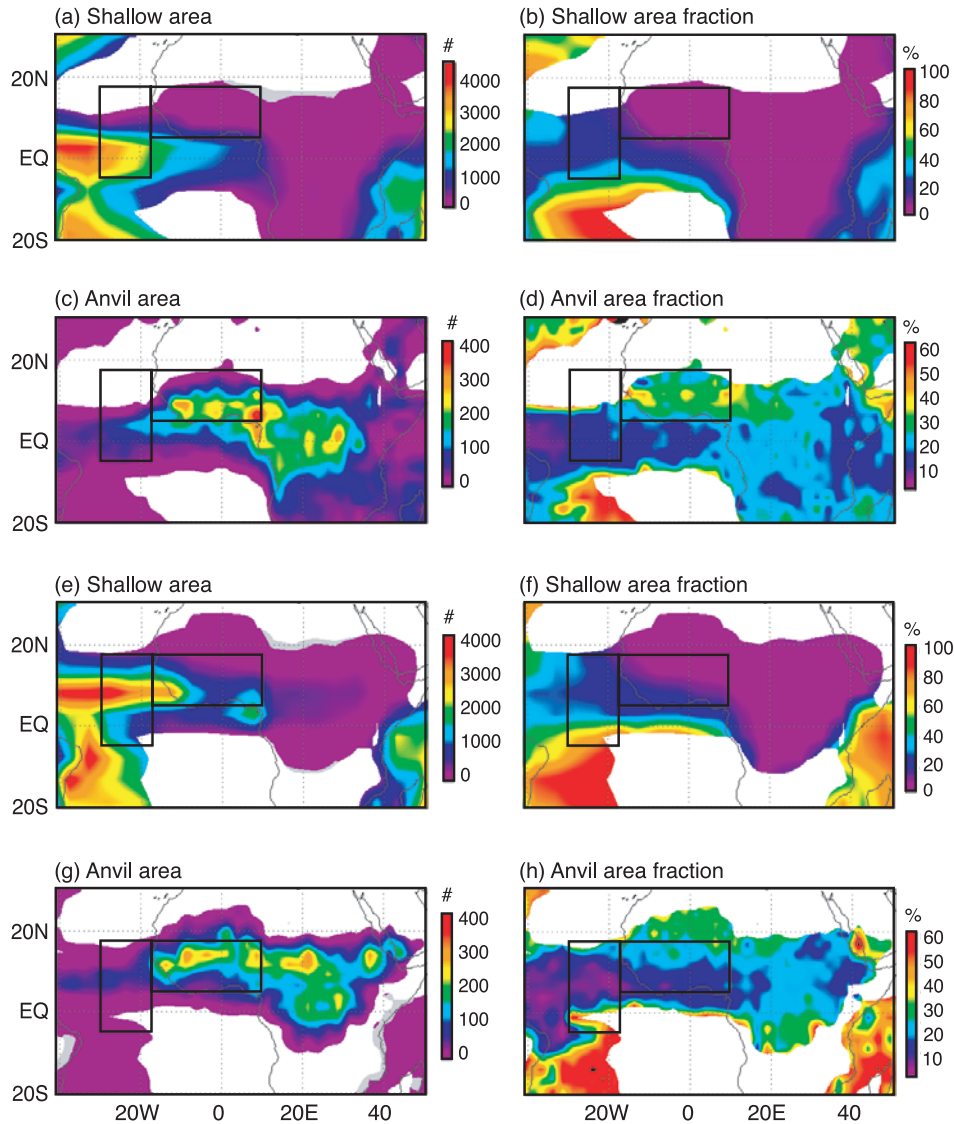 (a) Shallow area
(b) Shallow area fraction
#
%
20N
EQ
20S
4000
3000
2000
1000
0
100
80
60
40
20
0
(c) Anvil area
(d) Anvil area fraction
#
%
20N
EQ
20S
400
300
200
100
0
60
50
40
30
20
10
(e) Shallow area
(f) Shallow area fraction
#
%
20N
EQ
20S
4000
3000
2000
1000
0
100
80
60
40
20
0
(g) Anvil area
(h) Anvil area fraction
#
%
20N
EQ
20S
400
300
200
100
0
60
50
40
30
20
10
20W 0 20E 40
20W 0 20E 40